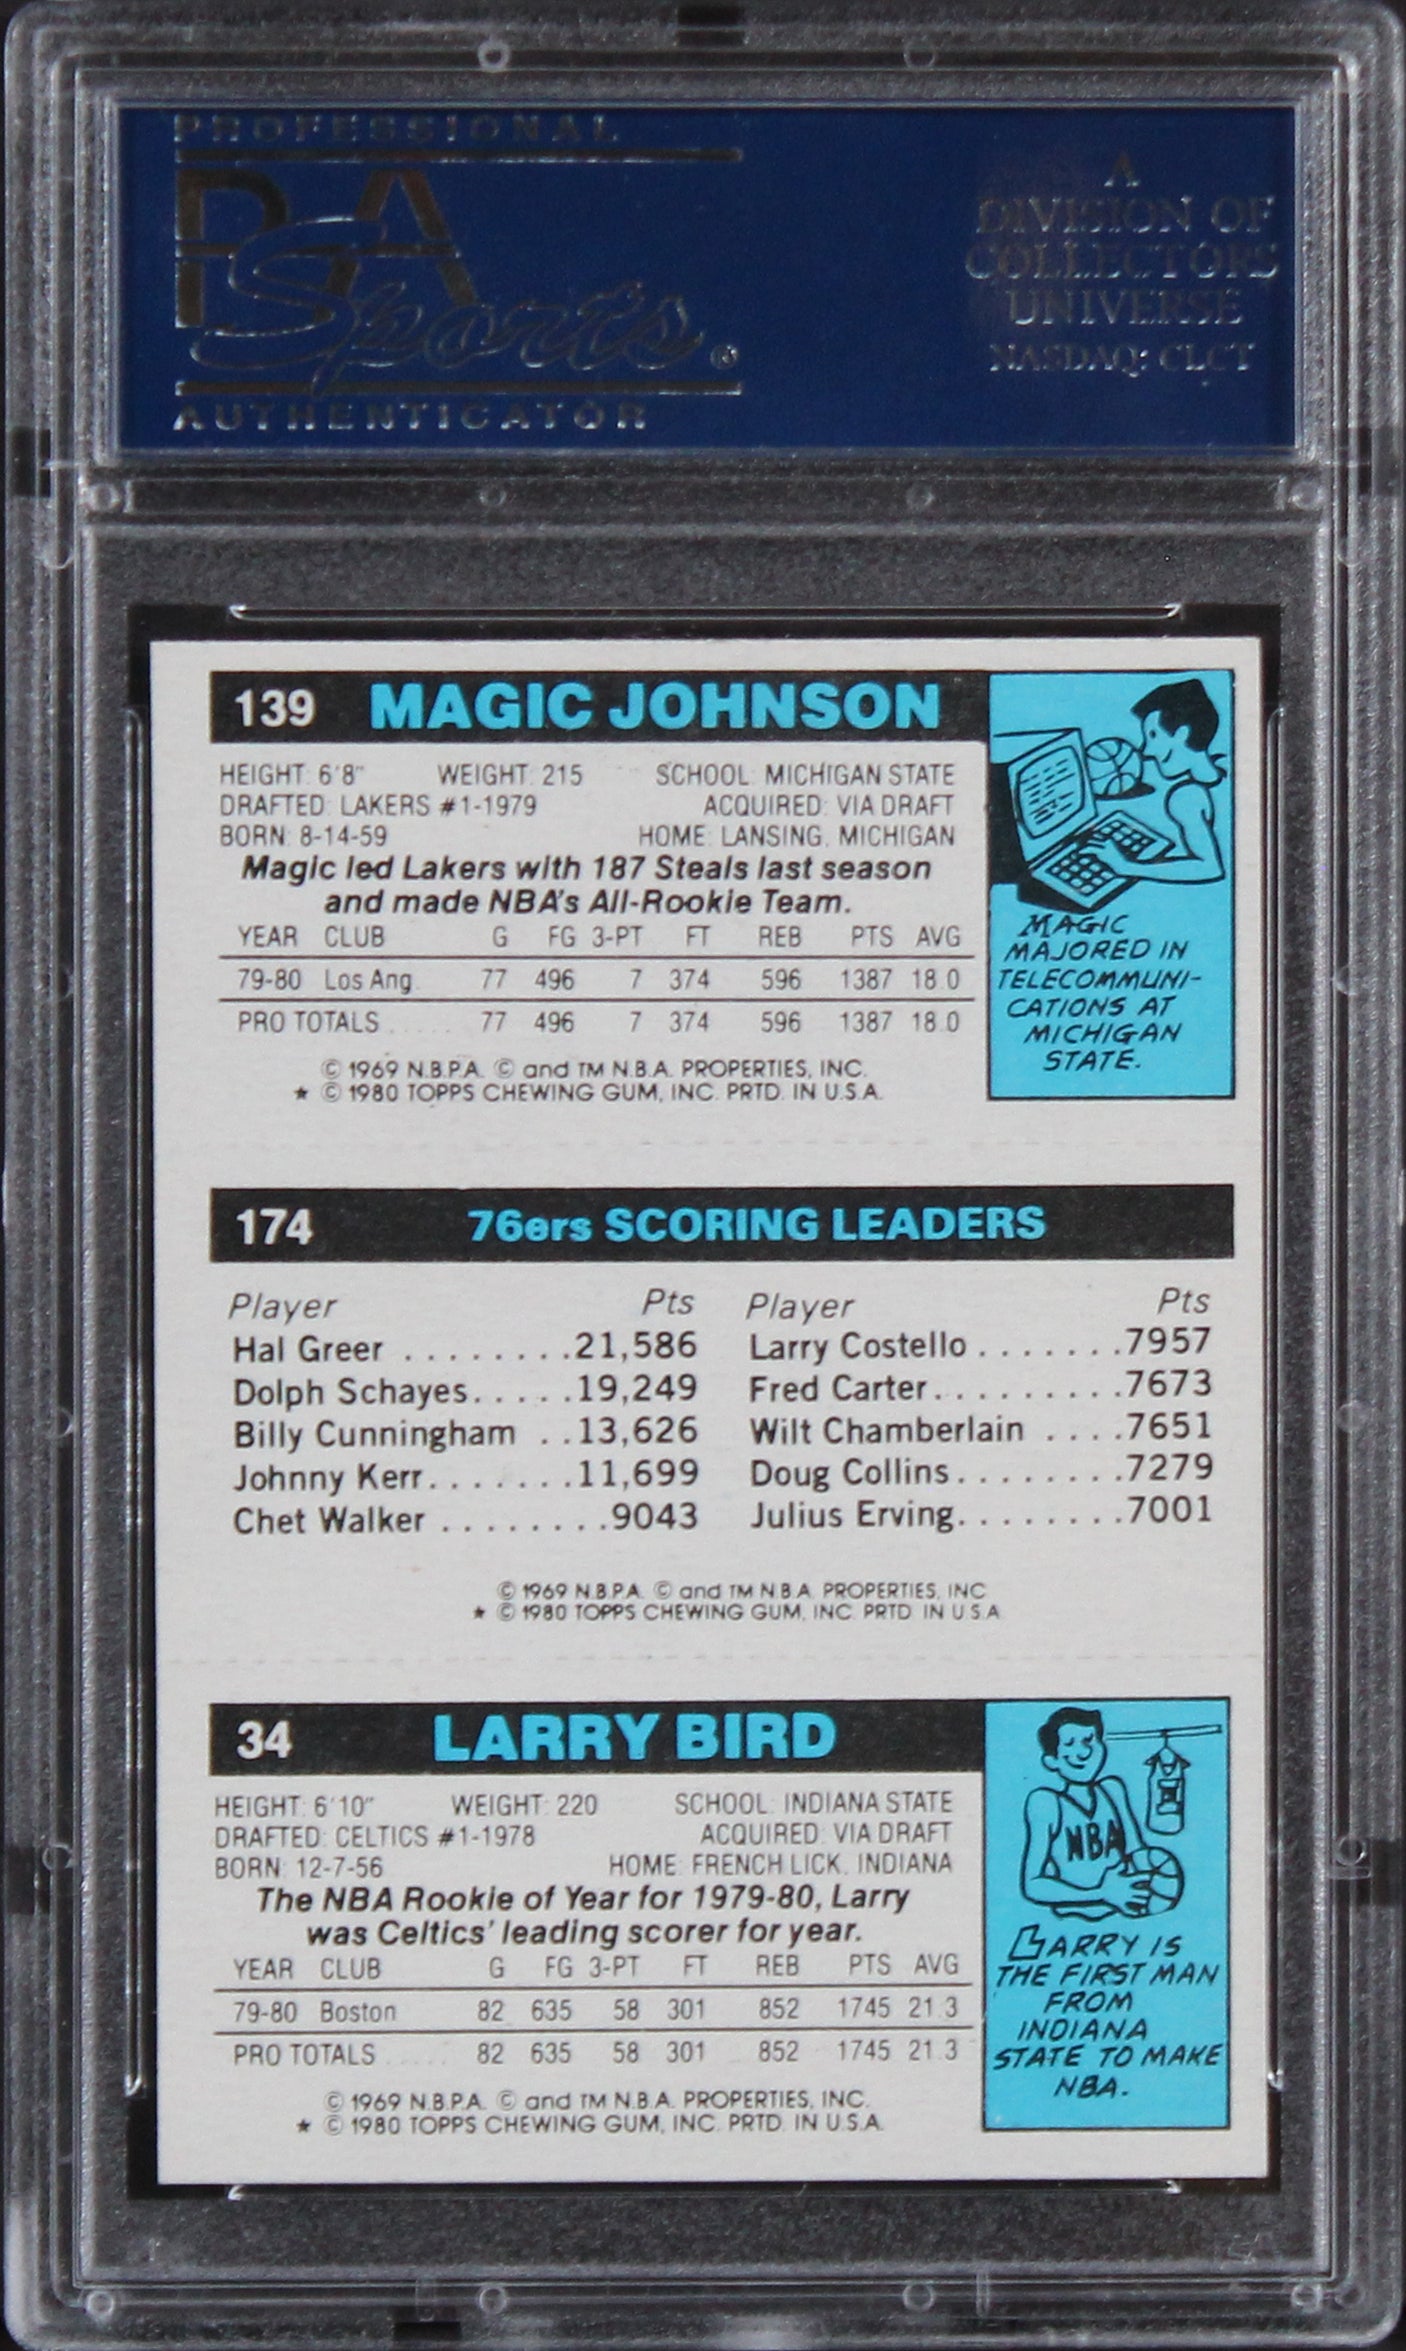 PROFESSIONAL
PSA
Sports®
AUTHENTICATOR
A
DIVISION OF
COLLECTORS
UNIVERSE
NASDAQ: CLCT
139 MAGIC JOHNSON
HEIGHT: 6'8" WEIGHT: 215 SCHOOL: MICHIGAN STATE
DRAFTED: LAKERS #1-1979 ACQUIRED: VIA DRAFT
BORN: 8-14-59 HOME: LANSING, MICHIGAN
Magic led Lakers with 187 Steals last season
and made NBA's All-Rookie Team.
YEAR CLUB G FG 3-PT FT REB PTS AVG
79-80 Los Ang. 77 496 7 374 596 1387 18.0
PRO TOTALS ..... 77 496 7 374 596 1387 18.0
© 1969 N.B.P.A. © and TM N.B.A. PROPERTIES, INC.
★ © 1980 TOPPS CHEWING GUM, INC. PRTD. IN U.S.A.
MAGIC
MAJORED IN
TELECOMMUNI-
CATIONS AT
MICHIGAN
STATE.
174 76ers SCORING LEADERS
Player Pts Player Pts
Hal Greer ........21,586 Larry Costello .......7957
Dolph Schayes.....19,249 Fred Carter.........7673
Billy Cunningham ..13,626 Wilt Chamberlain ....7651
Johnny Kerr.......11,699 Doug Collins........7279
Chet Walker ........9043 Julius Erving........7001
© 1969 N.B.P.A. © and TM N.B.A. PROPERTIES, INC.
★ © 1980 TOPPS CHEWING GUM, INC. PRTD. IN U.S.A.
34 LARRY BIRD
HEIGHT: 6'10" WEIGHT: 220 SCHOOL: INDIANA STATE
DRAFTED: CELTICS #1-1978 ACQUIRED: VIA DRAFT
BORN: 12-7-56 HOME: FRENCH LICK, INDIANA
The NBA Rookie of Year for 1979-80, Larry
was Celtics' leading scorer for year.
YEAR CLUB G FG 3-PT FT REB PTS AVG
79-80 Boston 82 635 58 301 852 1745 21.3
PRO TOTALS ..... 82 635 58 301 852 1745 21.3
© 1969 N.B.P.A. © and TM N.B.A. PROPERTIES, INC.
★ © 1980 TOPPS CHEWING GUM, INC. PRTD. IN U.S.A.
NBA
LARRY IS
THE FIRST MAN
FROM
INDIANA
STATE TO MAKE
NBA.